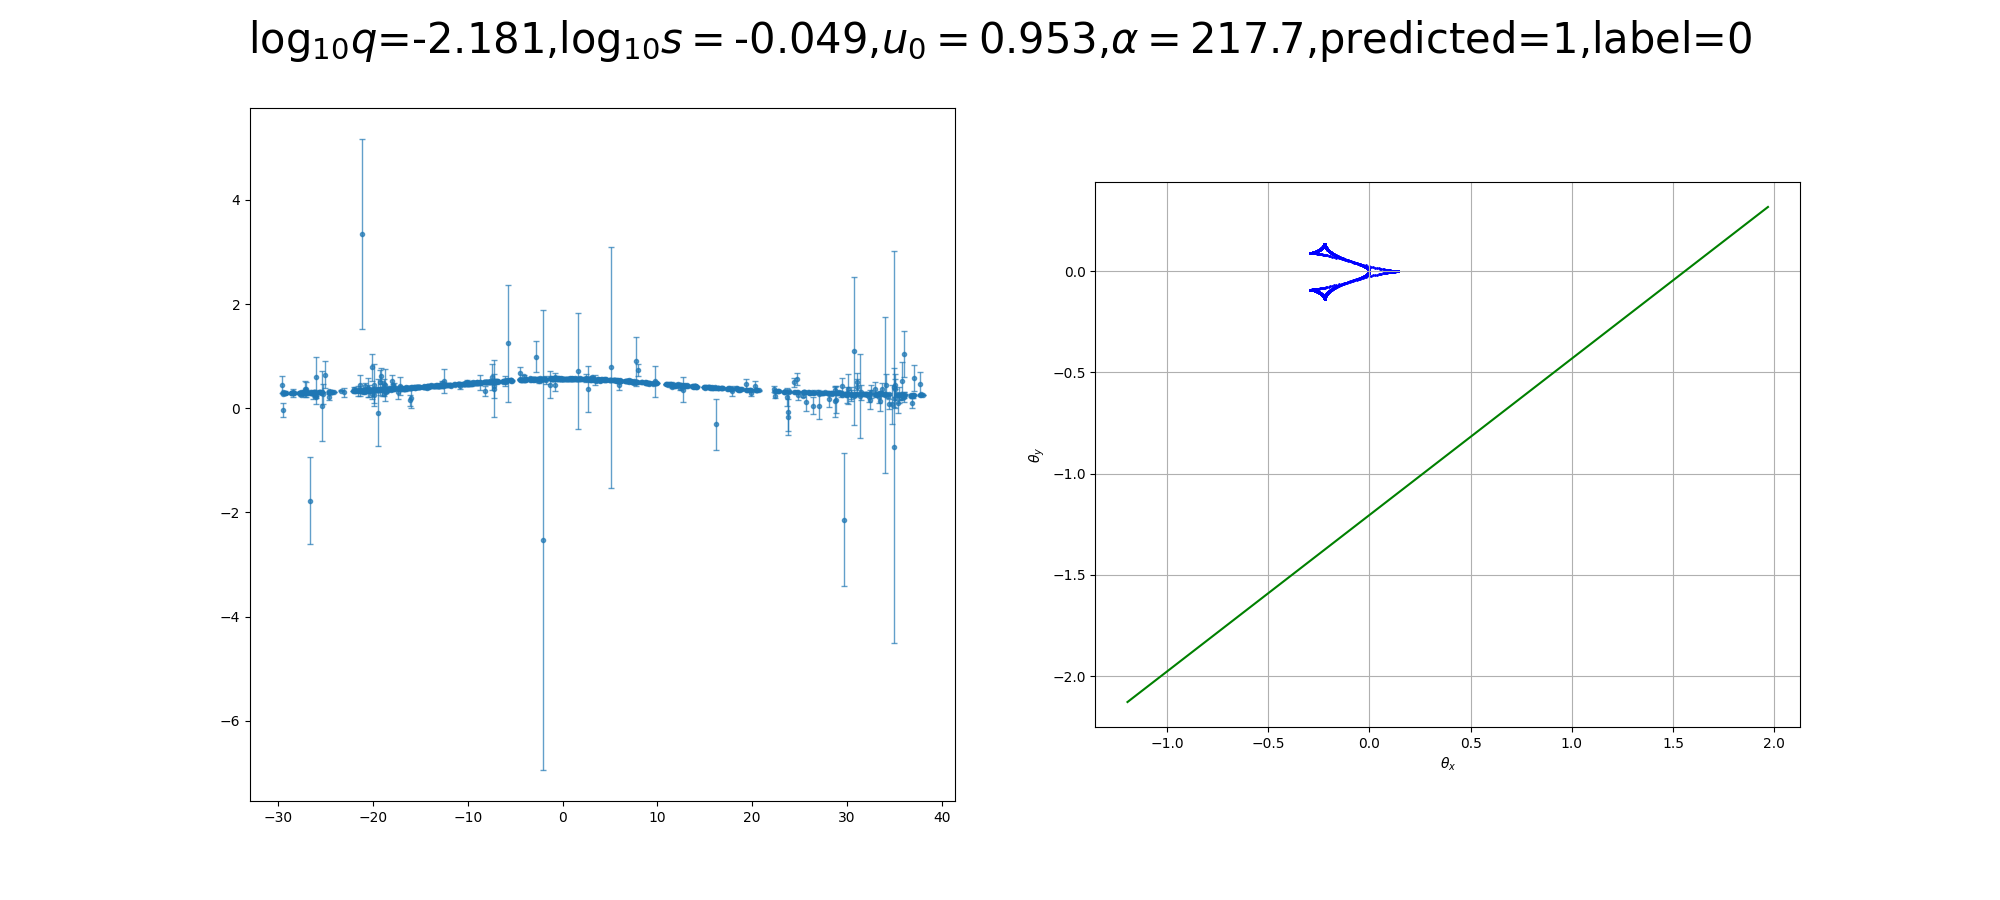 log₁₀q=-2.181,log₁₀s = -0.049,u₀ = 0.953,α = 217.7,predicted=1,label=0
4
2
0
−2
−4
−6
−30 −20 −10 0 10 20 30 40
0.0
−0.5
−1.0
−1.5
−2.0
θy
−1.0 −0.5 0.0 0.5 1.0 1.5 2.0
θx